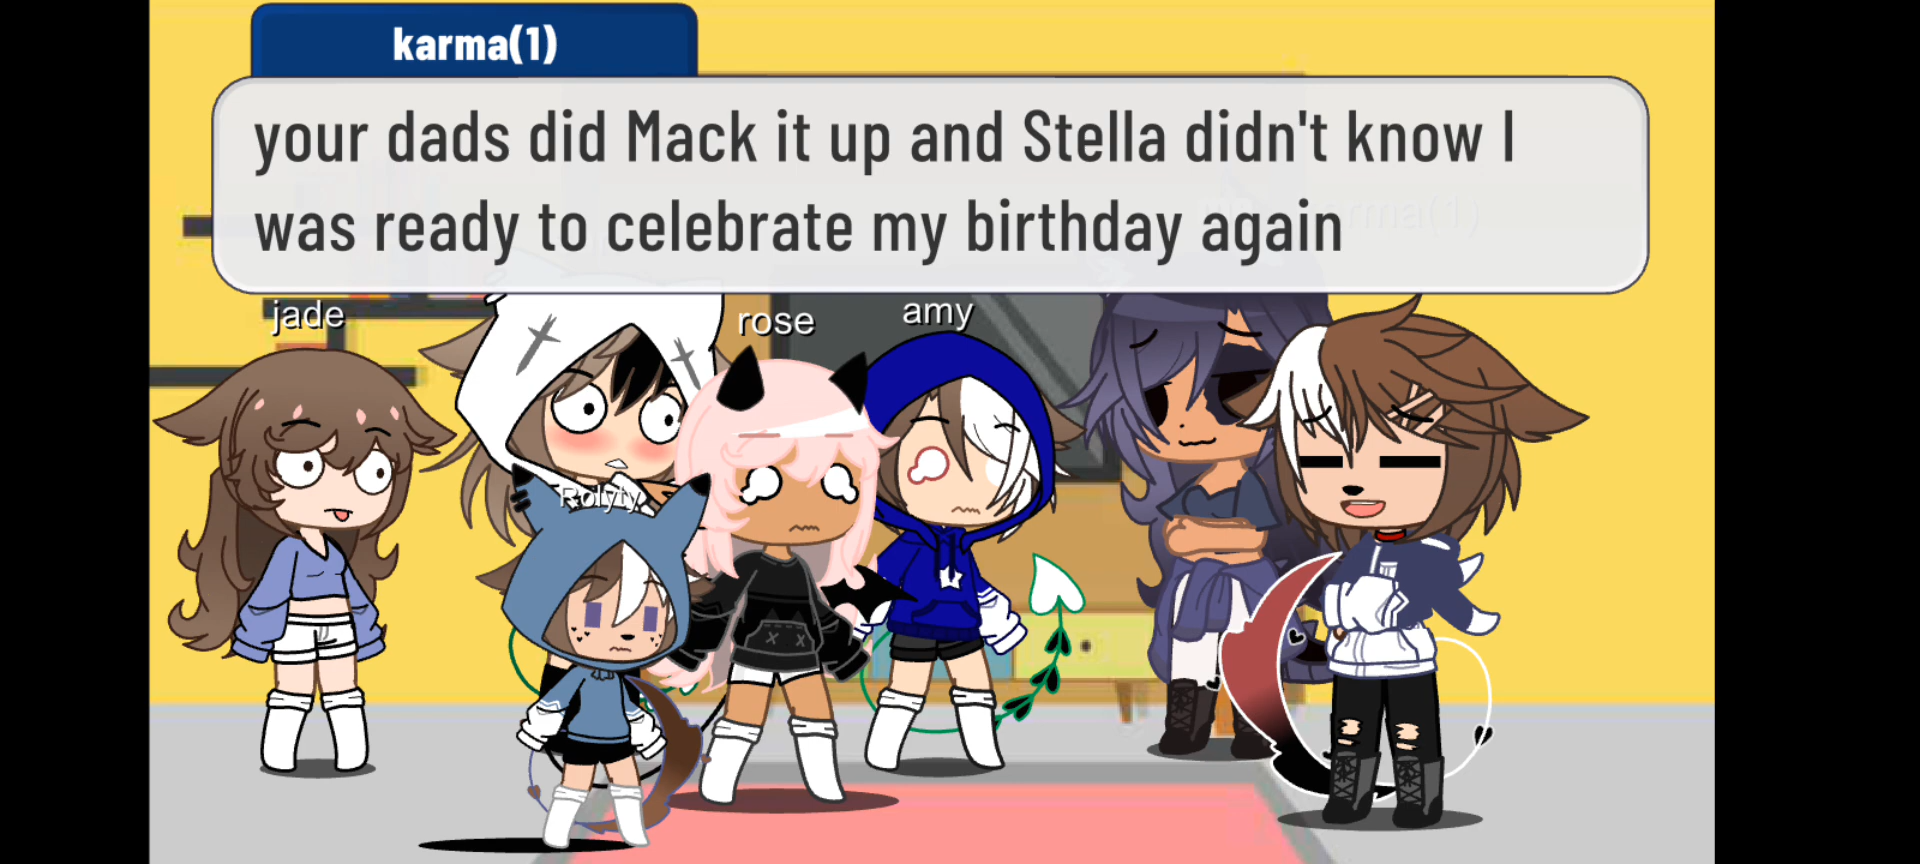 karma(1)
your dads did Mack it up and Stella didn't know I
was ready to celebrate my birthday again
jade
rose
amy
Rolyty